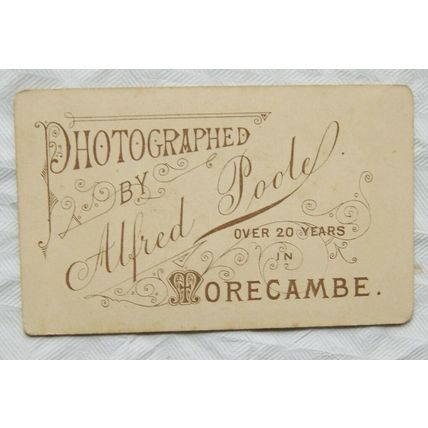 PHOTOGRAPHED
BY
Alfred Poole.
OVER 20 YEARS
IN
MORECAMBE.